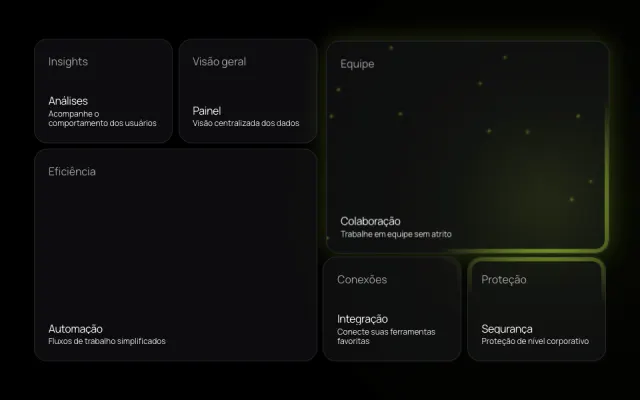 Insights
Análises
Acompanhe o
comportamento dos usuários
Visão geral
Painel
Visão centralizada dos dados
Equipe
Colaboração
Trabalhe em equipe sem atrito
Eficiência
Automação
Fluxos de trabalho simplificados
Conexões
Integração
Conecte suas ferramentas
favoritas
Proteção
Segurança
Proteção de nível corporativo